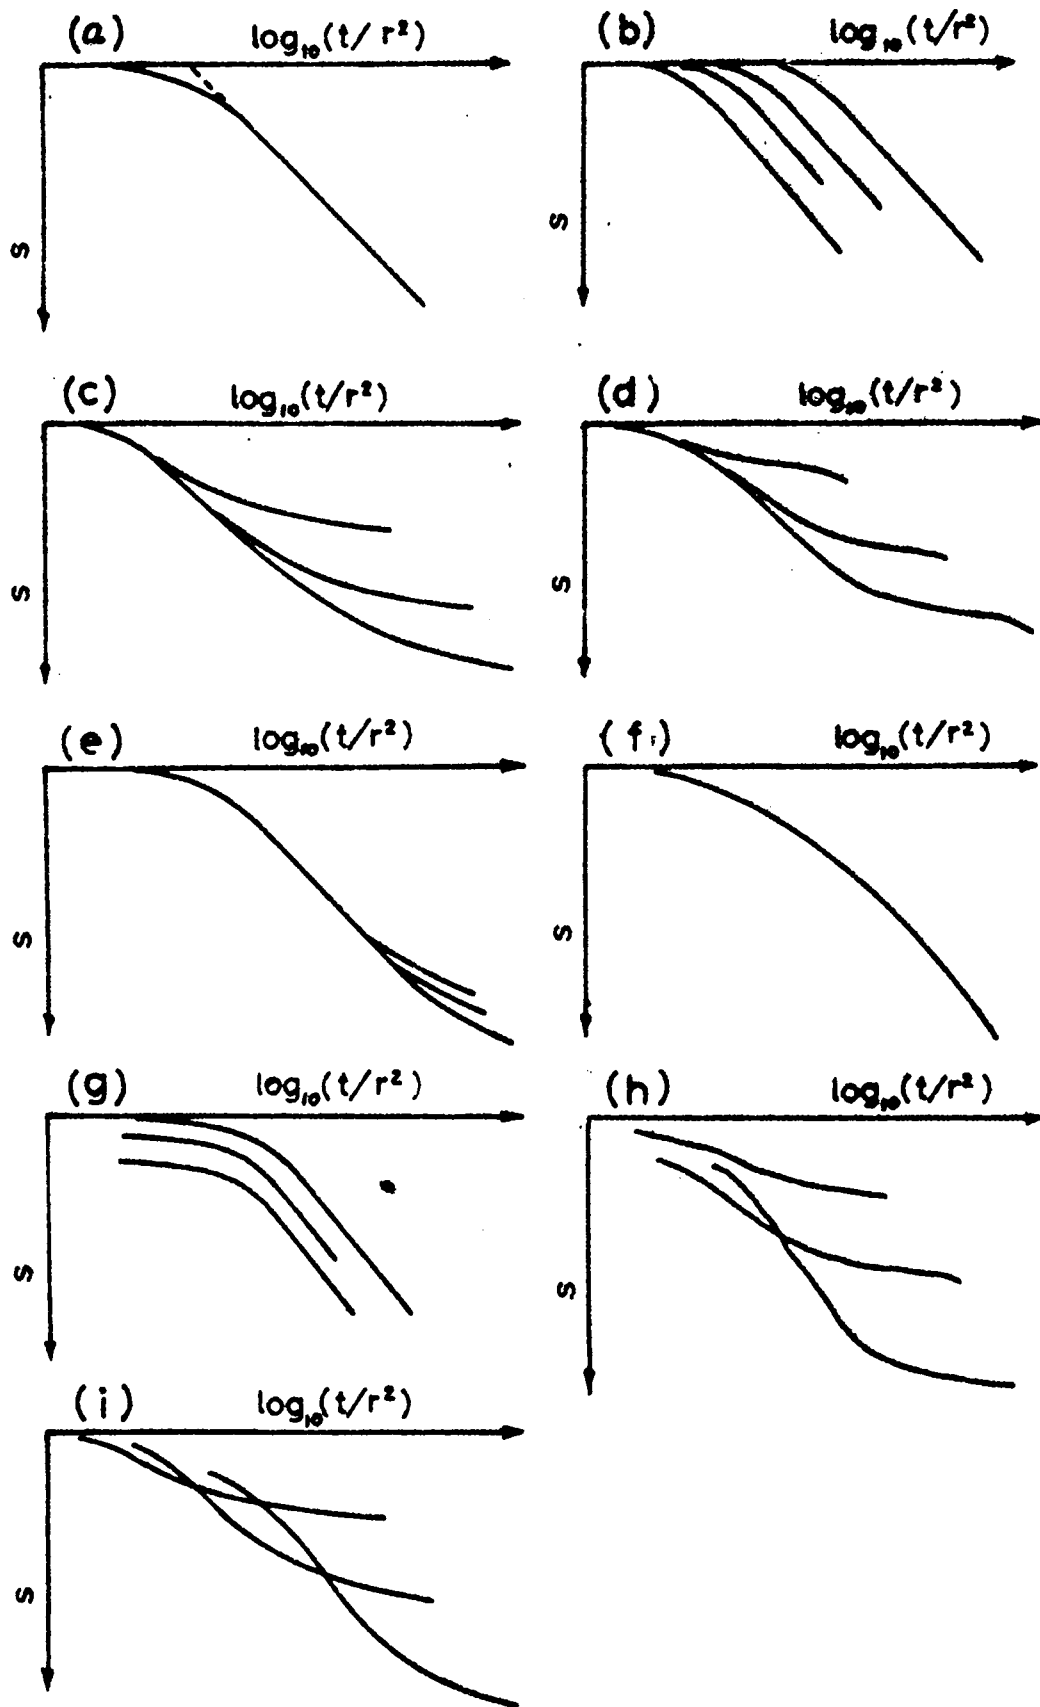 (a) log₁₀(t/r²)
s
(b) log₁₀(t/r²)
s
(c) log₁₀(t/r²)
s
(d) log₁₀(t/r²)
s
(e) log₁₀(t/r²)
s
(f) log₁₀(t/r²)
s
(g) log₁₀(t/r²)
s
(h) log₁₀(t/r²)
s
(i) log₁₀(t/r²)
s